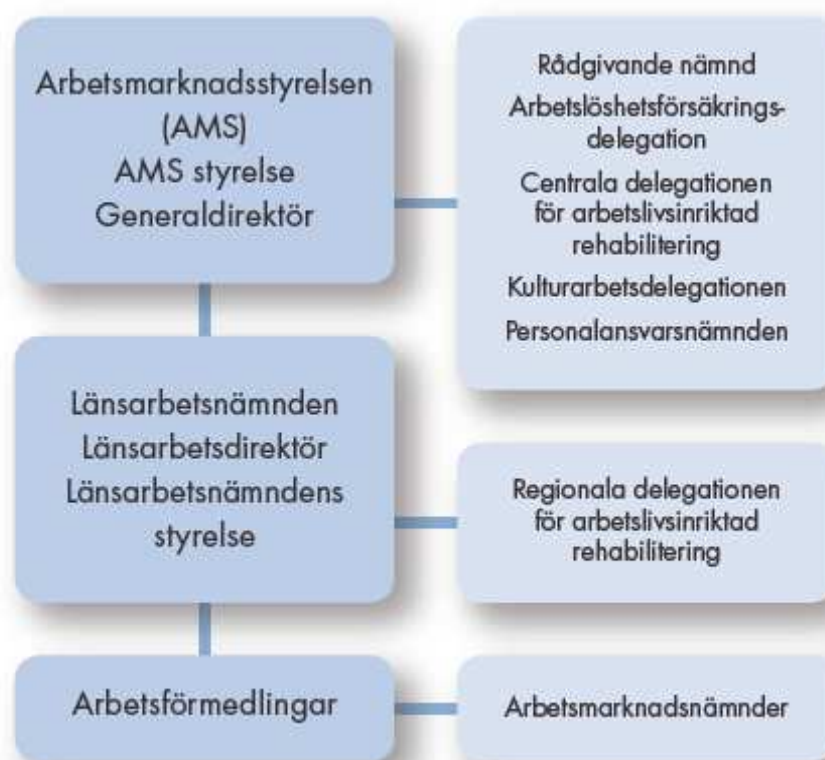 Arbetsmarknadsstyrelsen
(AMS)
AMS styrelse
Generaldirektör
Rådgivande nämnd
Arbetslöshetsförsäkrings-
delegation
Centrala delegationen
för arbetslivsinriktad
rehabilitering
Kulturarbetsdelegationen
Personalansvarsnämnden
Länsarbetsnämnden
Länsarbetsdirektör
Länsarbetsnämndens
styrelse
Regionala delegationen
för arbetslivsinriktad
rehabilitering
Arbetsförmedlingar
Arbetsmarknadsnämnder